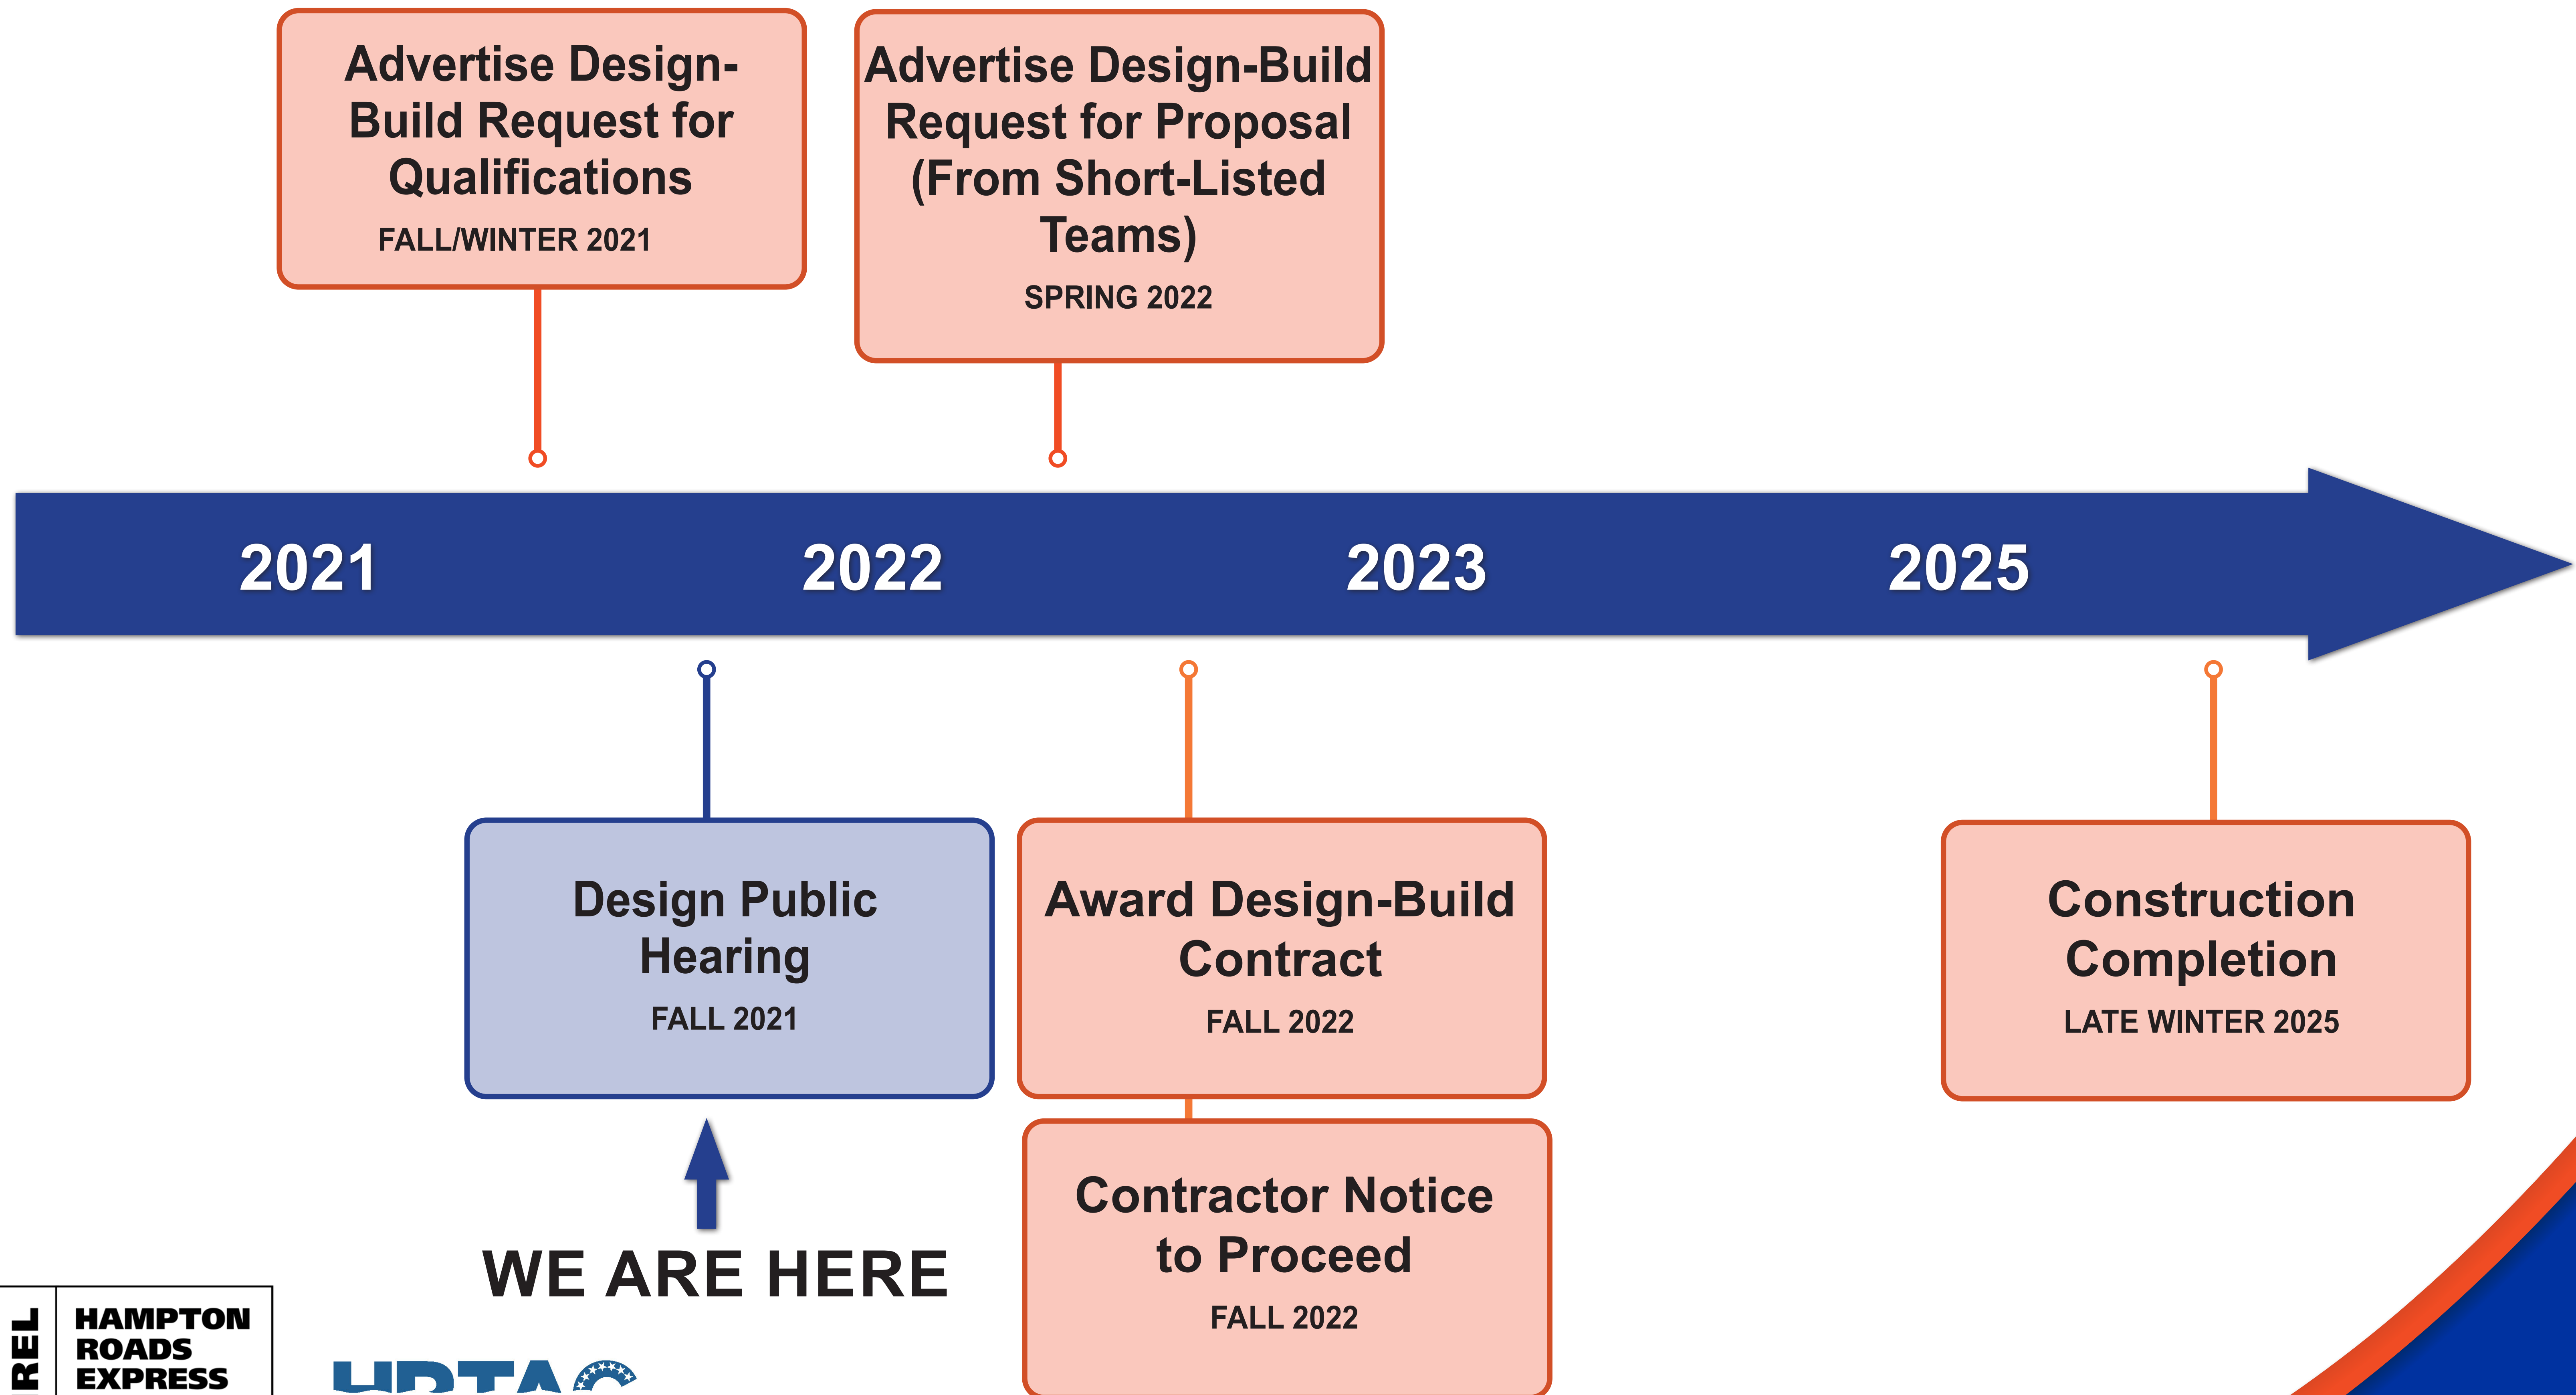 Advertise Design-
Build Request for
Qualifications
FALL/WINTER 2021
Advertise Design-Build
Request for Proposal
(From Short-Listed
Teams)
SPRING 2022
2021
2022
2023
2025
Design Public
Hearing
FALL 2021
Award Design-Build
Contract
FALL 2022
Construction
Completion
LATE WINTER 2025
Contractor Notice
to Proceed
FALL 2022
WE ARE HERE
HAMPTON
ROADS
EXPRESS
HRTAC